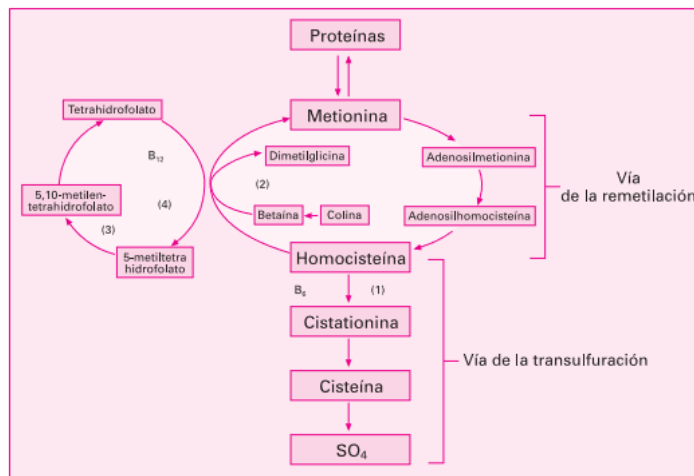 Proteínas
Metionina
Tetrahidrofolato
B12
Dimetilglicina
Adenosilmetionina
Vía
de la remetilación
(2)
5,10-metilen-
tetrahidrofolato
(4)
Betaína
Colina
Adenosilhomocisteína
(3)
5-metiltetra
hidrofolato
Homocisteína
B6
(1)
Cistationina
Vía de la transulfuración
Cisteína
SO4